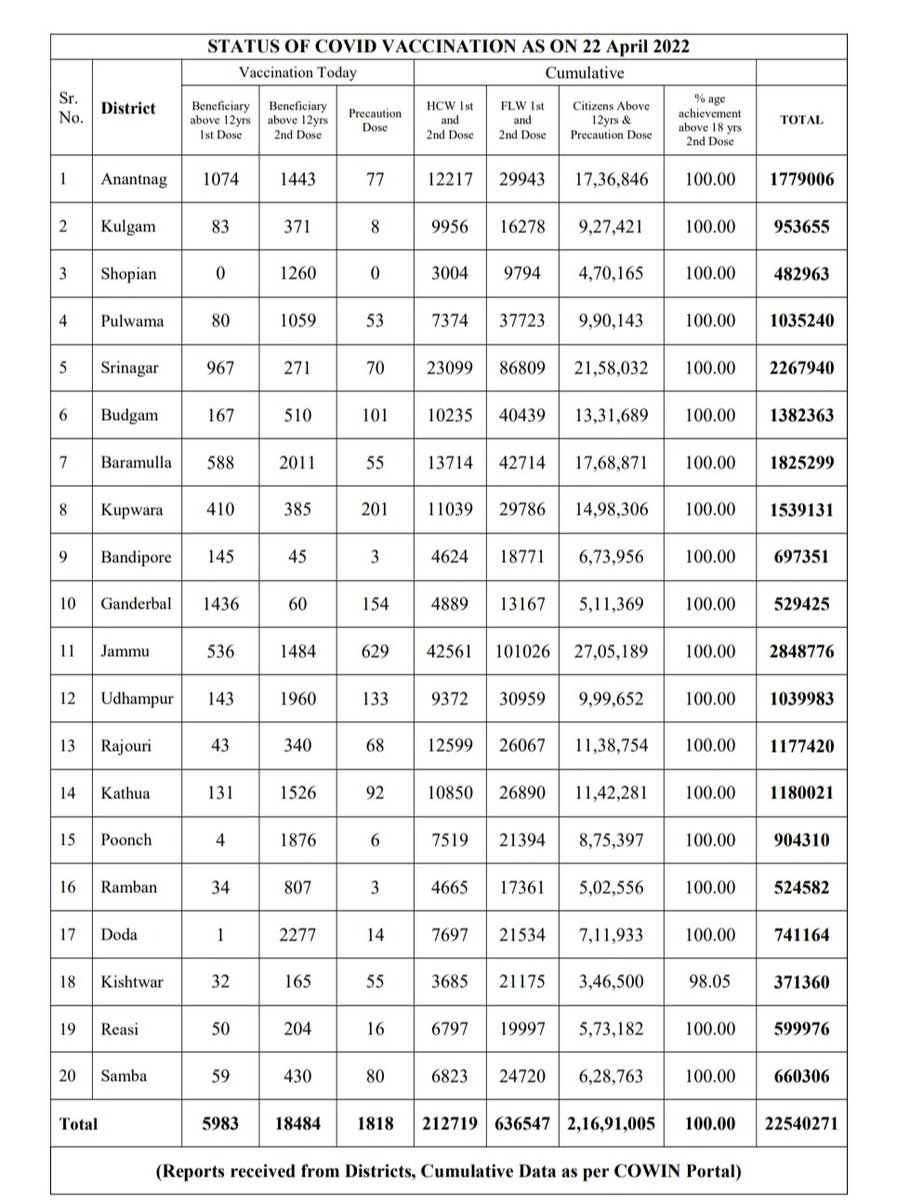 STATUS OF COVID VACCINATION AS ON 22 April 2022
Sr. No. District Vaccination Today Cumulative
Beneficiary above 12yrs 1st Dose Beneficiary above 12yrs 2nd Dose Precaution Dose HCW 1st and 2nd Dose FLW 1st and 2nd Dose Citizens Above 12yrs & Precaution Dose % age achievement above 18 yrs 2nd Dose TOTAL
1 Anantnag 1074 1443 77 12217 29943 17,36,846 100.00 1779006
2 Kulgam 83 371 8 9956 16278 9,27,421 100.00 953655
3 Shopian 0 1260 0 3004 9794 4,70,165 100.00 482963
4 Pulwama 80 1059 53 7374 37723 9,90,143 100.00 1035240
5 Srinagar 967 271 70 23099 86809 21,58,032 100.00 2267940
6 Budgam 167 510 101 10235 40439 13,31,689 100.00 1382363
7 Baramulla 588 2011 55 13714 42714 17,68,871 100.00 1825299
8 Kupwara 410 385 201 11039 29786 14,98,306 100.00 1539131
9 Bandipore 145 45 3 4624 18771 6,73,956 100.00 697351
10 Ganderbal 1436 60 154 4889 13167 5,11,369 100.00 529425
11 Jammu 536 1484 629 42561 101026 27,05,189 100.00 2848776
12 Udhampur 143 1960 133 9372 30959 9,99,652 100.00 1039983
13 Rajouri 43 340 68 12599 26067 11,38,754 100.00 1177420
14 Kathua 131 1526 92 10850 26890 11,42,281 100.00 1180021
15 Poonch 4 1876 6 7519 21394 8,75,397 100.00 904310
16 Ramban 34 807 3 4665 17361 5,02,556 100.00 524582
17 Doda 1 2277 14 7697 21534 7,11,933 100.00 741164
18 Kishtwar 32 165 55 3685 21175 3,46,500 98.05 371360
19 Reasi 50 204 16 6797 19997 5,73,182 100.00 599976
20 Samba 59 430 80 6823 24720 6,28,763 100.00 660306
Total 5983 18484 1818 212719 636547 2,16,91,005 100.00 22540271
(Reports received from Districts, Cumulative Data as per COWIN Portal)